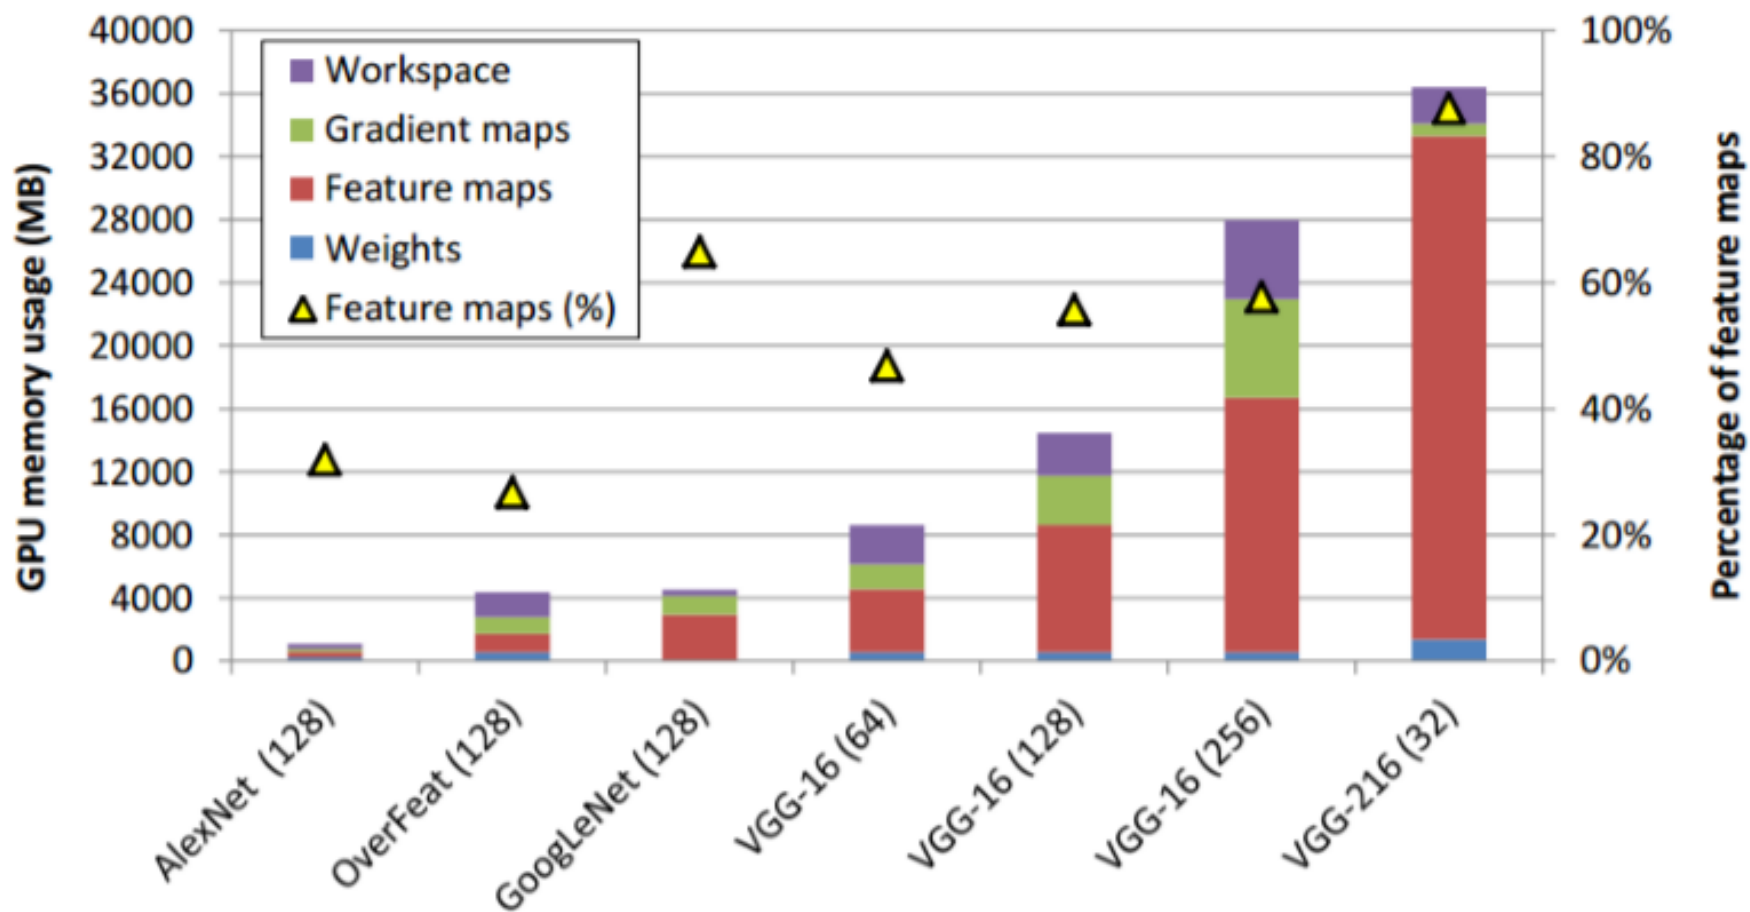 GPU memory usage (MB)
40000
36000
32000
28000
24000
20000
16000
12000
8000
4000
0
Workspace
Gradient maps
Feature maps
Weights
Feature maps (%)
100%
80%
60%
40%
20%
0%
Percentage of feature maps
AlexNet (128)
OverFeat (128)
GoogLeNet (128)
VGG-16 (64)
VGG-16 (128)
VGG-16 (256)
VGG-216 (32)